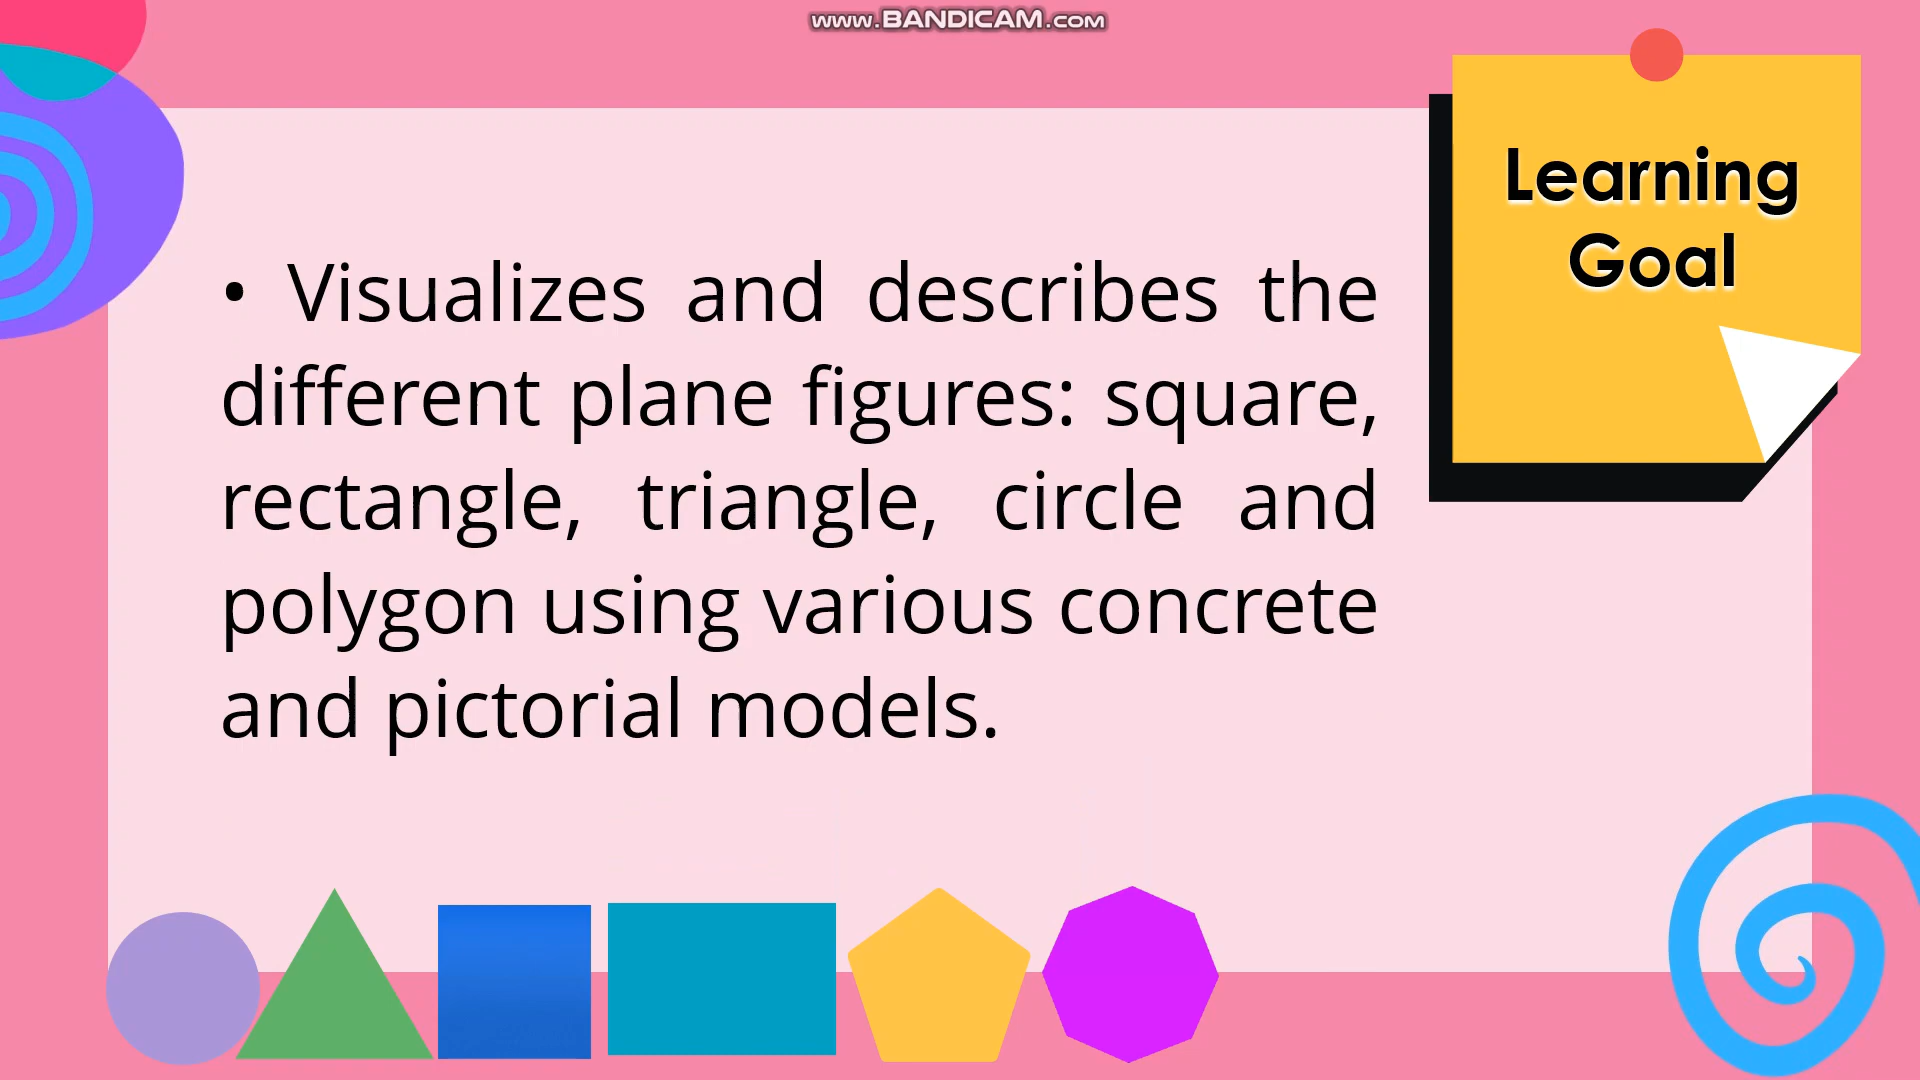 www.BANDICAM.com
Learning
Goal
• Visualizes and describes the
different plane figures: square,
rectangle, triangle, circle and
polygon using various concrete
and pictorial models.